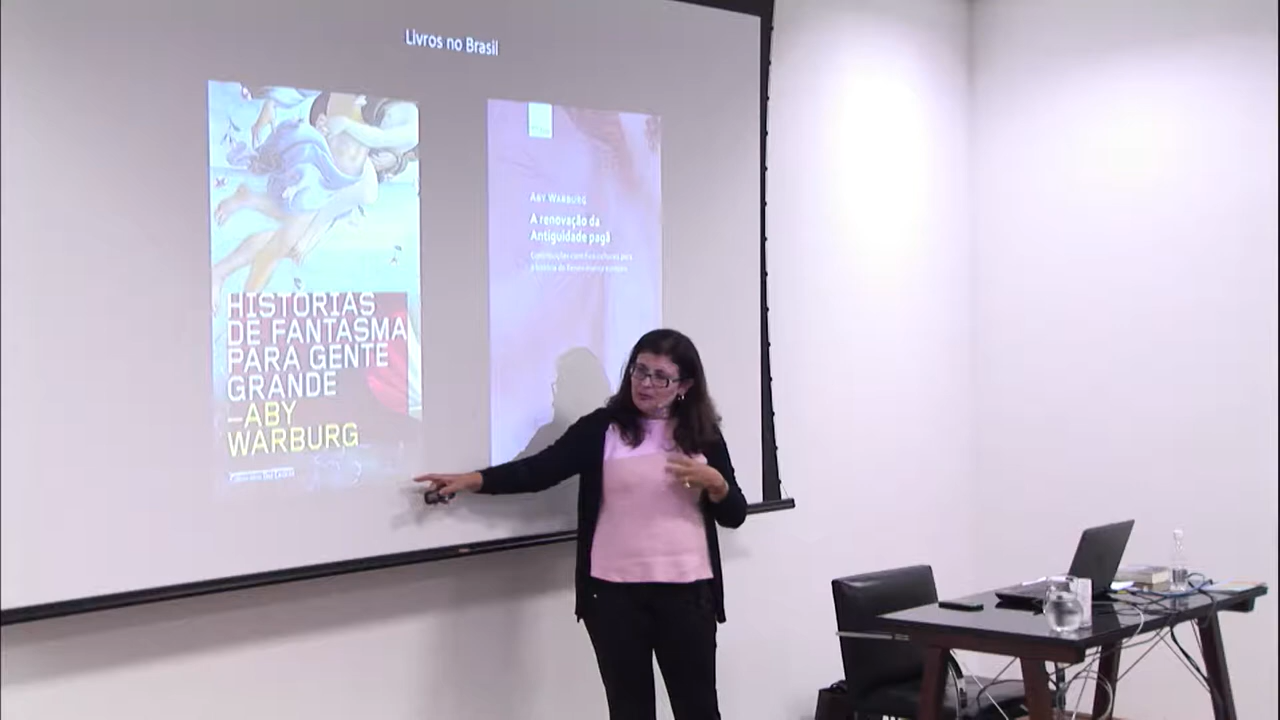 Livros no Brasil
HISTÓRIAS
DE FANTASMA
PARA GENTE
GRANDE
–ABY
WARBURG
ABY WARBURG
A renovação da
Antiguidade pagã